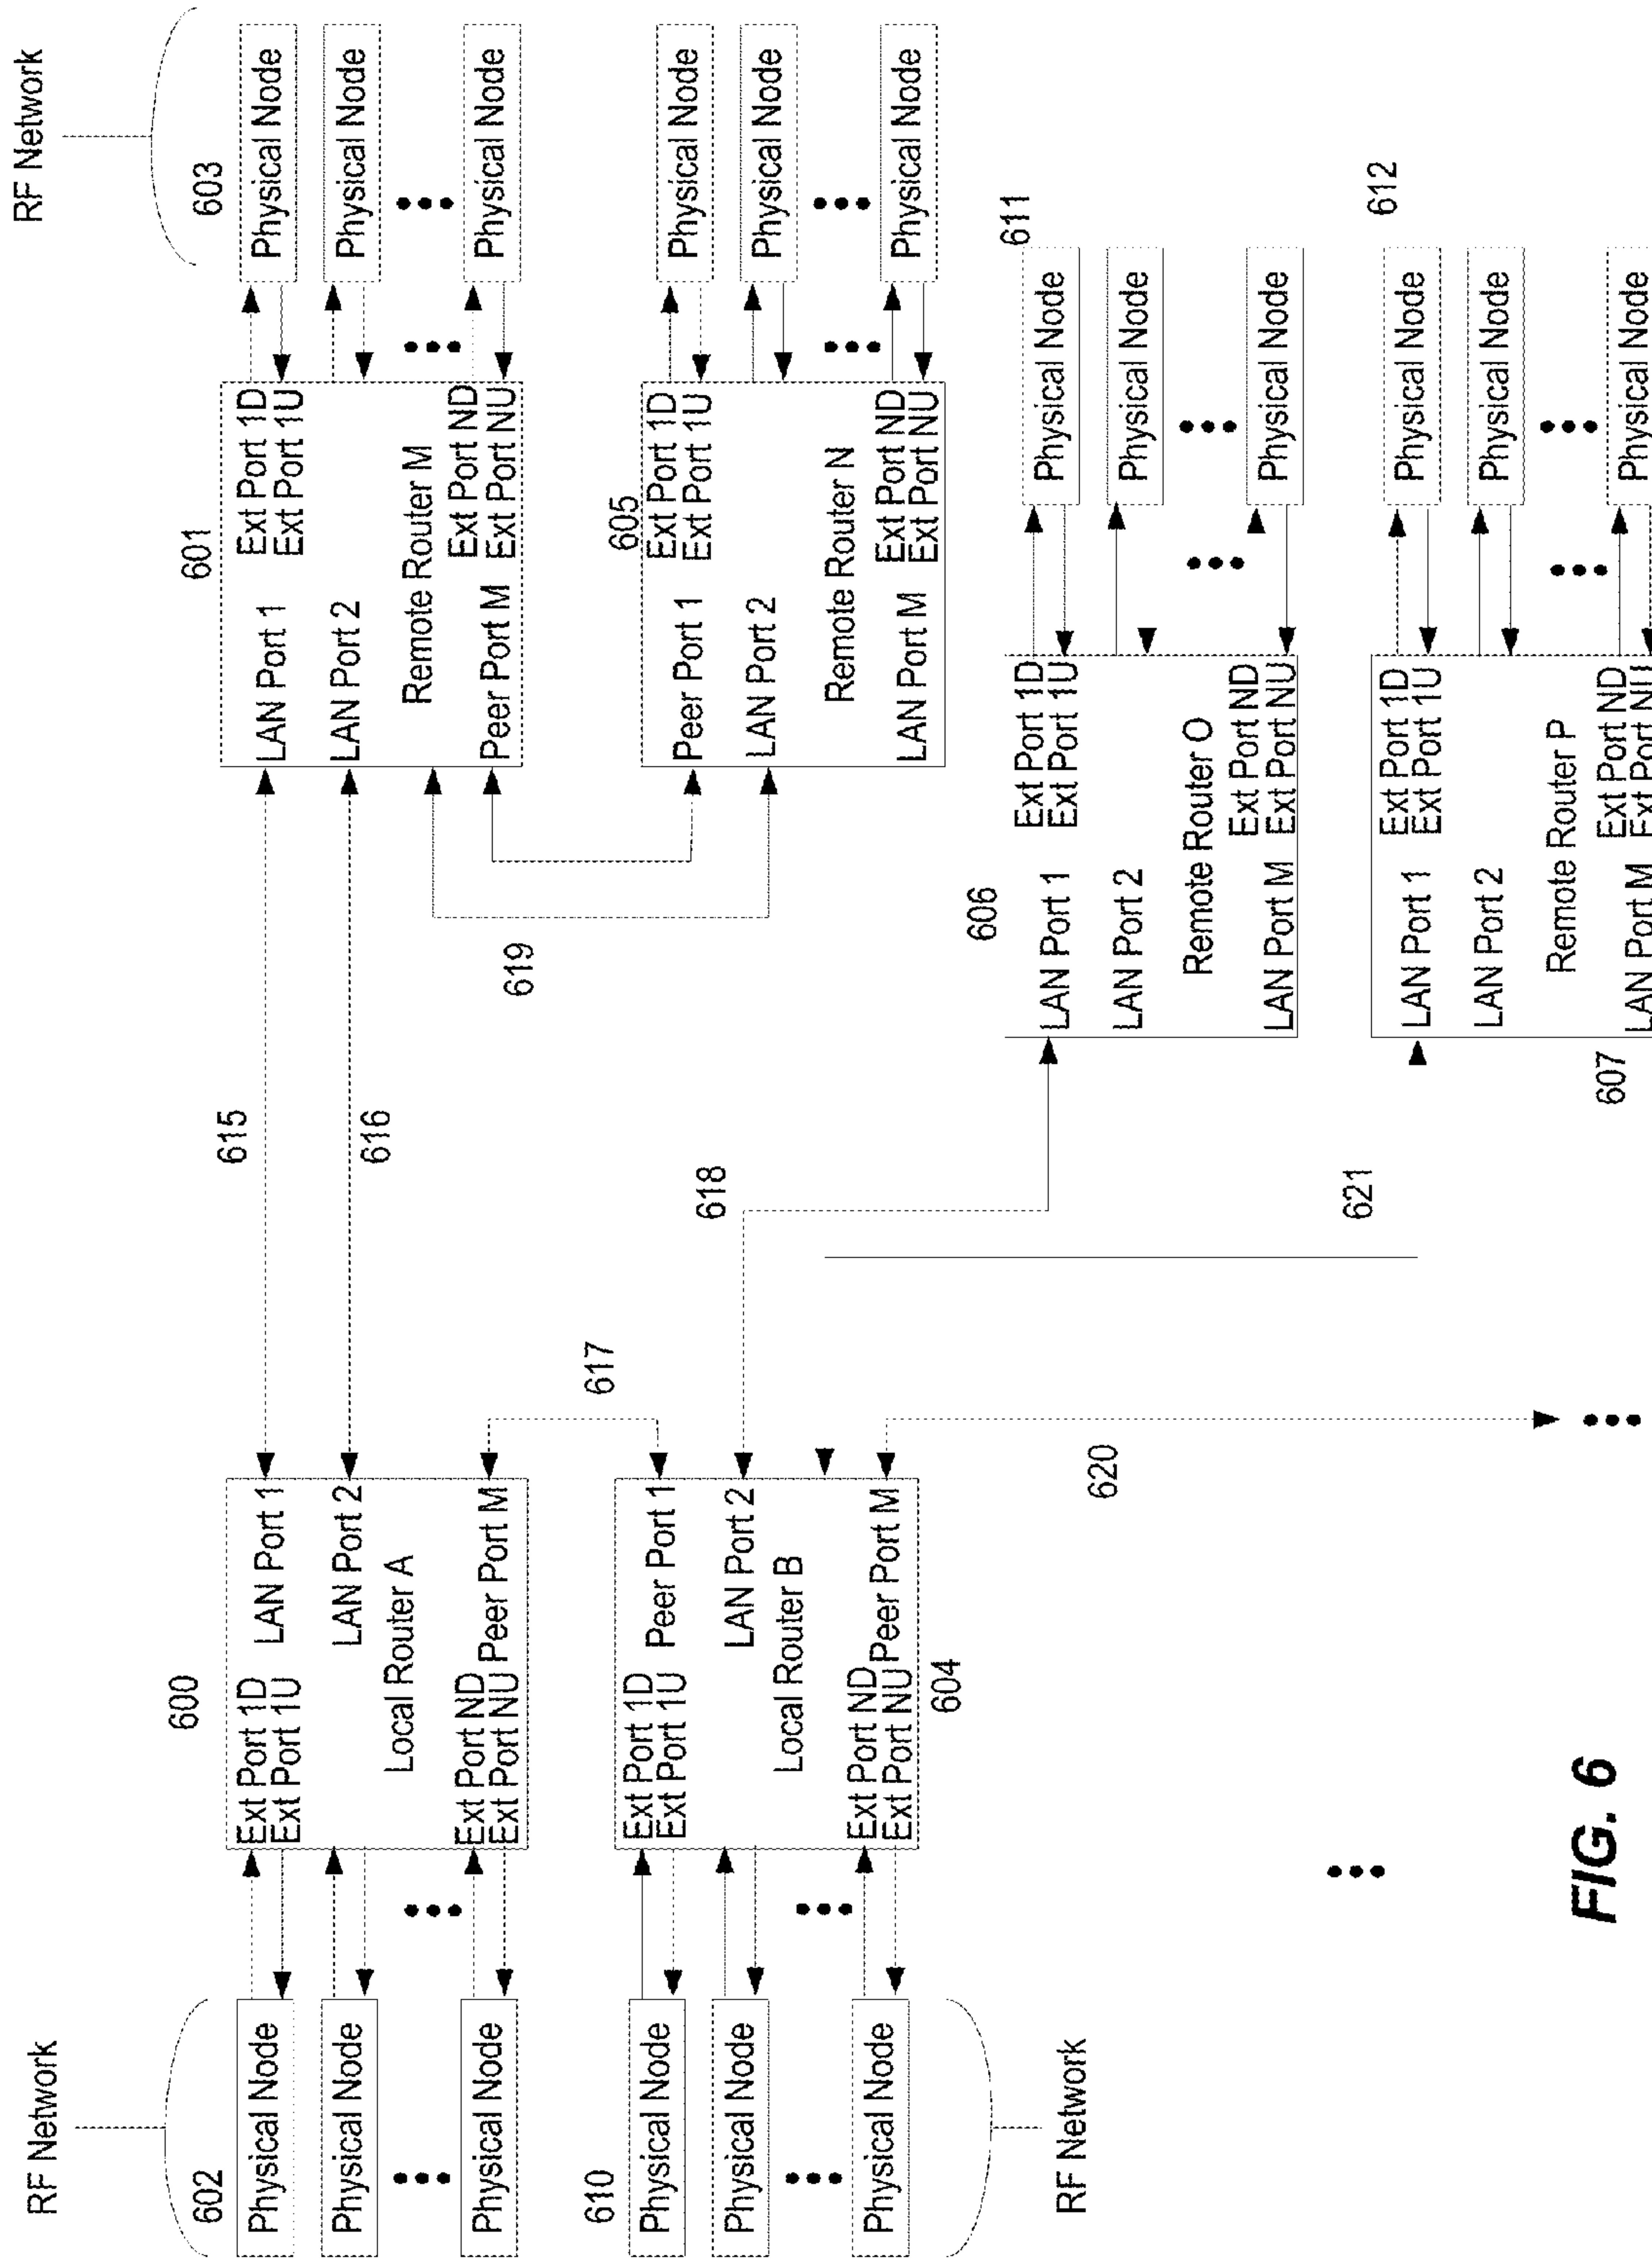 RF Network
602
Physical Node
Physical Node
Physical Node
600
Ext Port 1D
Ext Port 1U
LAN Port 1
LAN Port 2
Local Router A
Ext Port ND
Ext Port NU
Peer Port M
615
616
601
LAN Port 1
Ext Port 1D
Ext Port 1U
LAN Port 2
Remote Router M
Ext Port ND
Peer Port M
Ext Port NU
RF Network
603
Physical Node
Physical Node
Physical Node
617
619
610
Physical Node
Physical Node
Physical Node
RF Network
Ext Port 1D
Ext Port 1U
Peer Port 1
LAN Port 2
Local Router B
Ext Port ND
Ext Port NU
Peer Port M
604
618
605
Ext Port 1D
Peer Port 1
Ext Port 1U
LAN Port 2
Remote Router N
Ext Port ND
LAN Port M
Ext Port NU
Physical Node
Physical Node
Physical Node
606
Ext Port 1D
LAN Port 1
Ext Port 1U
LAN Port 2
Remote Router O
Ext Port ND
LAN Port M
Ext Port NU
611
Physical Node
Physical Node
Physical Node
620
621
Ext Port 1D
LAN Port 1
Ext Port 1U
LAN Port 2
Remote Router P
Ext Port ND
LAN Port M
Ext Port NU
607
612
Physical Node
Physical Node
Physical Node
FIG. 6